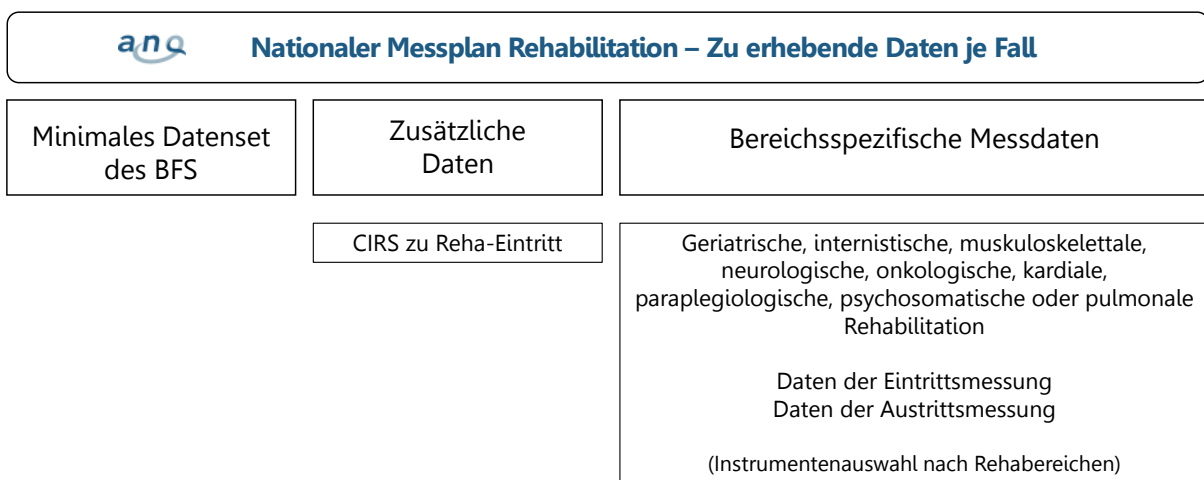 anq Nationaler Messplan Rehabilitation – Zu erhebende Daten je Fall
Minimales Datenset
des BFS
Zusätzliche
Daten
Bereichsspezifische Messdaten
CIRS zu Reha-Eintritt
Geriatrische, internistische, muskuloskelettale,
neurologische, onkologische, kardiale,
paraplegiologische, psychosomatische oder pulmonale
Rehabilitation
Daten der Eintrittsmessung
Daten der Austrittsmessung
(Instrumentenauswahl nach Rehabereichen)